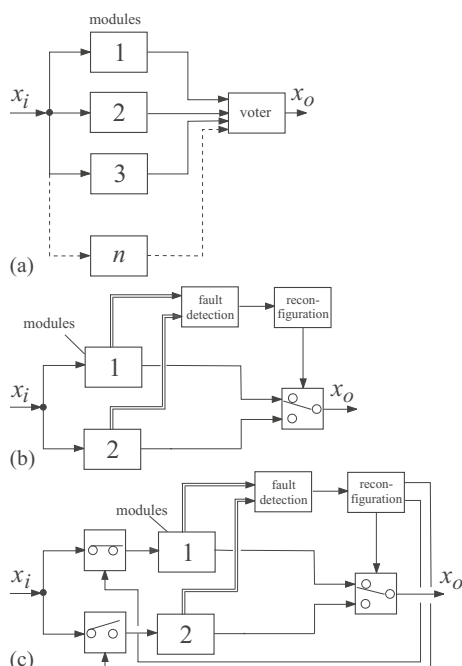 modules
1
x_i
2
voter
x_o
3
n
(a)
fault
detection
recon-
figuration
modules
1
x_i
x_o
2
(b)
fault
detection
recon-
figuration
modules
1
x_i
x_o
2
(c)